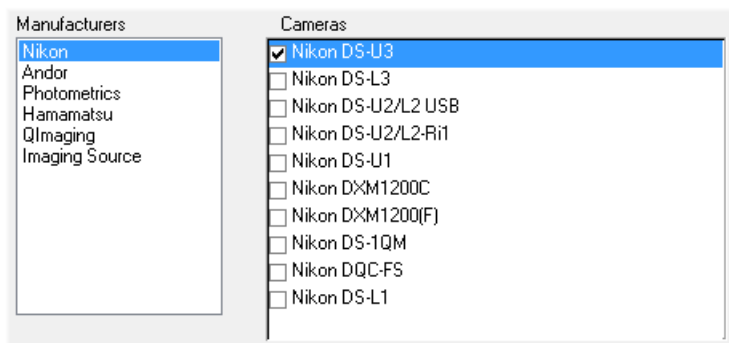 Manufacturers
Nikon
Andor
Photometrics
Hamamatsu
QImaging
Imaging Source
Cameras
Nikon DS-U3
Nikon DS-L3
Nikon DS-U2/L2 USB
Nikon DS-U2/L2-Ri1
Nikon DS-U1
Nikon DXM1200C
Nikon DXM1200(F)
Nikon DS-1QM
Nikon DQC-FS
Nikon DS-L1